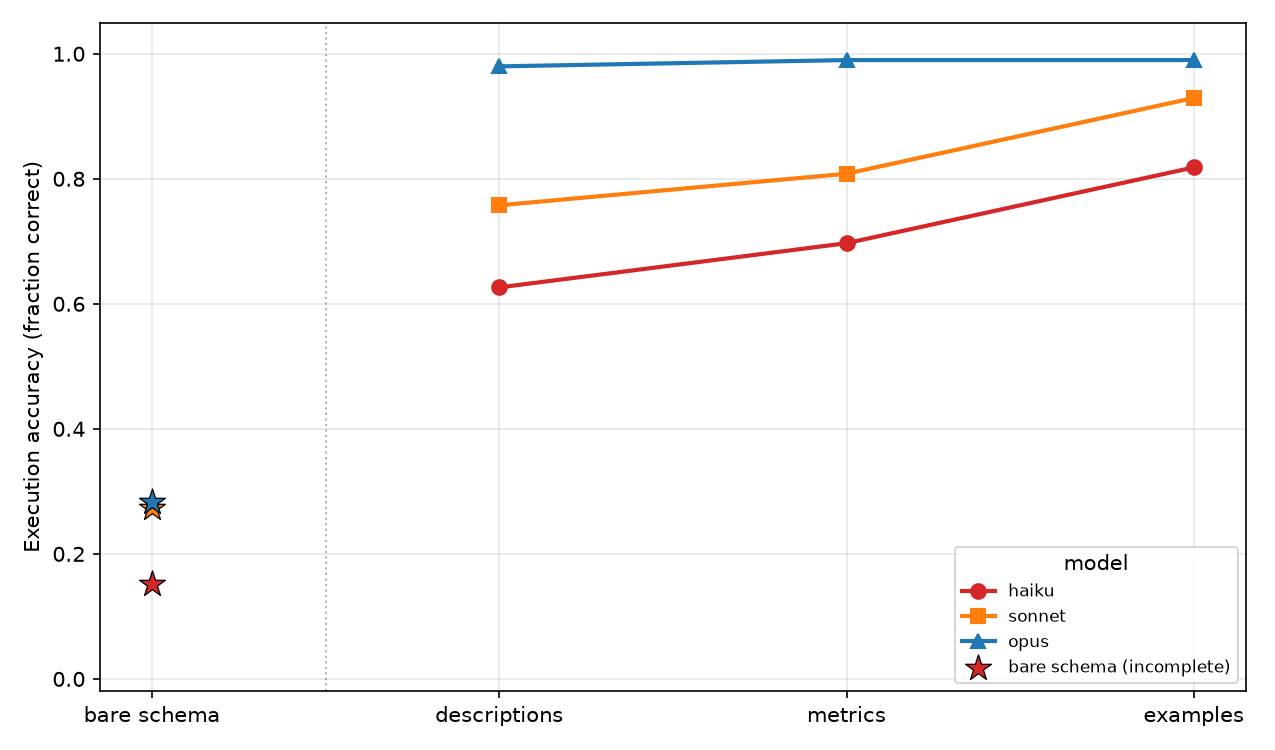 Execution accuracy (fraction correct)
1.0
0.8
0.6
0.4
0.2
0.0
bare schema
descriptions
metrics
examples
model
haiku
sonnet
opus
bare schema (incomplete)